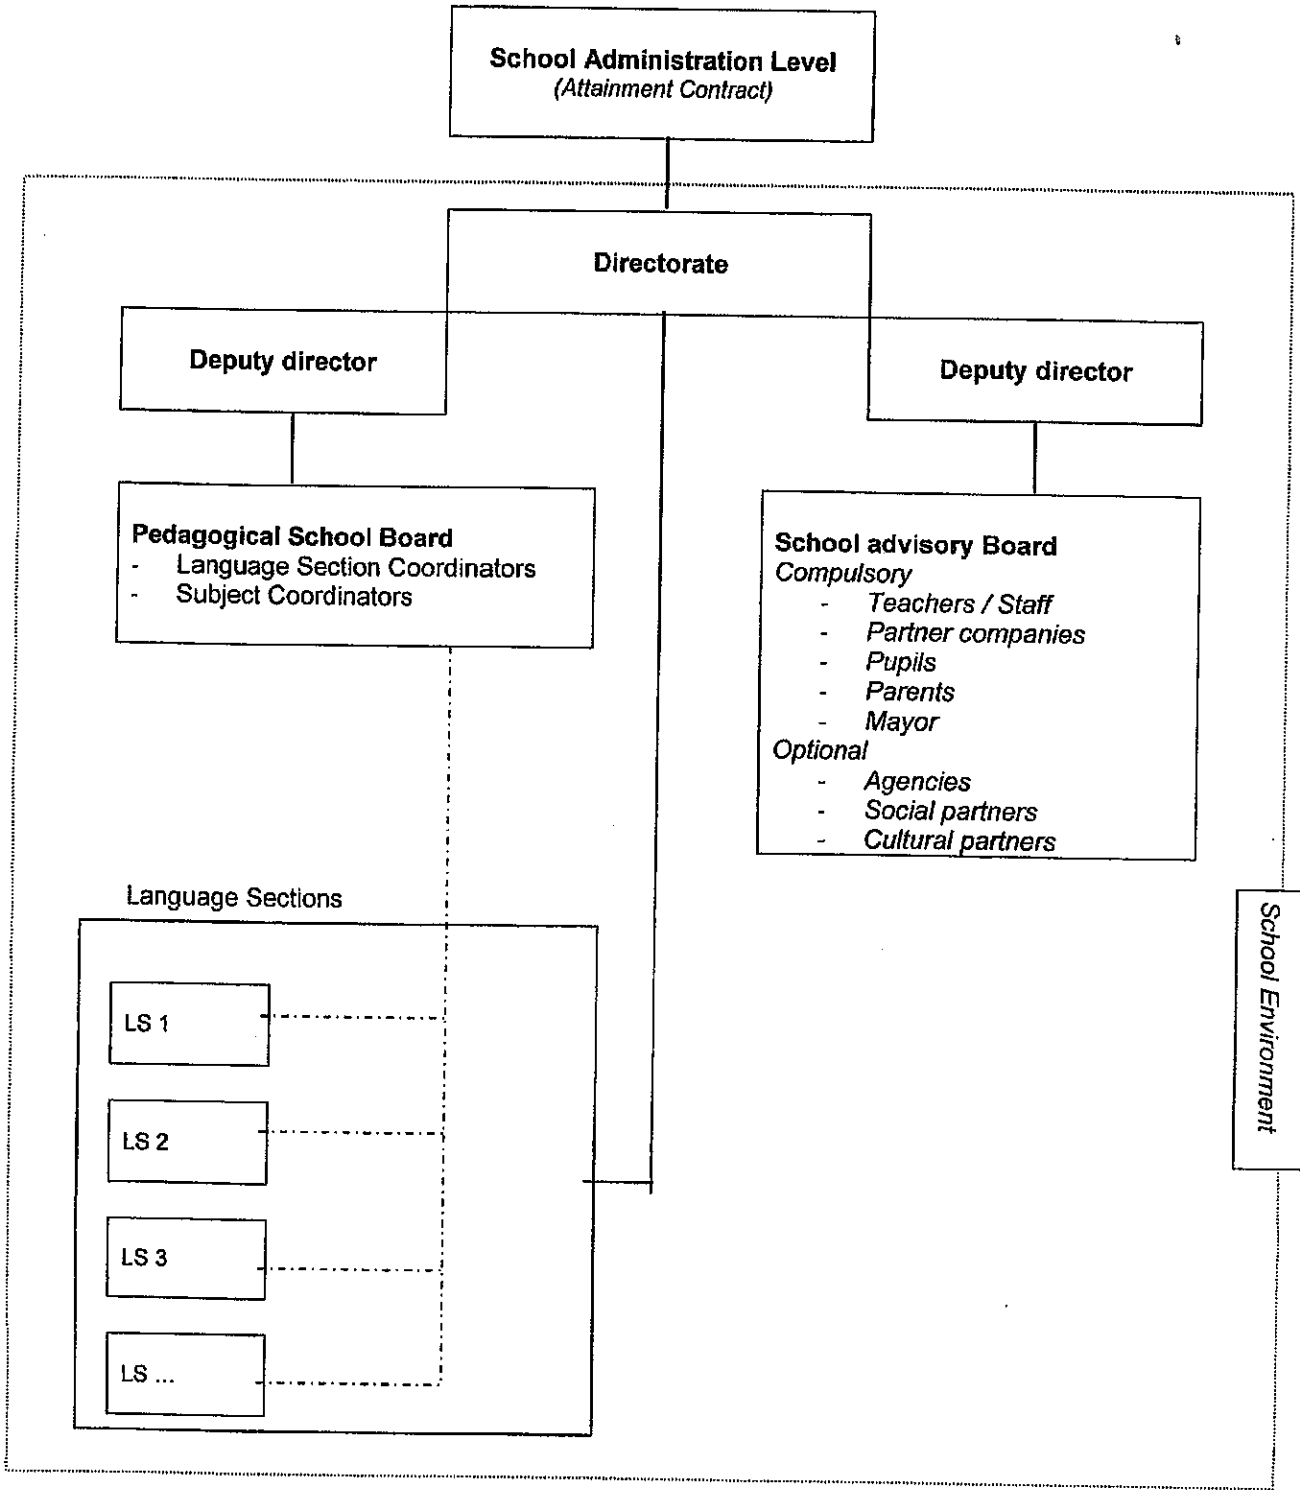 School Administration Level
(Attainment Contract)
Directorate
Deputy director
Deputy director
Pedagogical School Board
- Language Section Coordinators
- Subject Coordinators
School advisory Board
Compulsory
- Teachers / Staff
- Partner companies
- Pupils
- Parents
- Mayor
Optional
- Agencies
- Social partners
- Cultural partners
Language Sections
LS 1
LS 2
LS 3
LS ...
School Environment